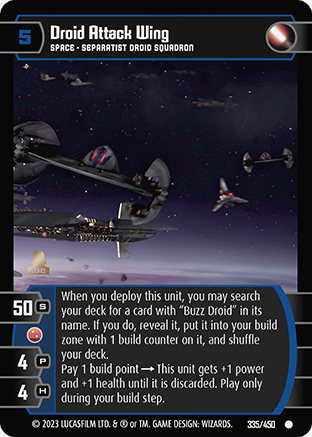 5
Droid Attack Wing
SPACE - SEPARATIST DROID SQUADRON
50 S
4 P
4 H
When you deploy this unit, you may search
your deck for a card with “Buzz Droid” in its
name. If you do, reveal it, put it into your build
zone with 1 build counter on it, and shuffle
your deck.
Pay 1 build point → This unit gets +1 power
and +1 health until it is discarded. Play only
during your build step.
© 2023 LUCASFILM LTD. & ® or TM. GAME DESIGN: WIZARDS.
335/450